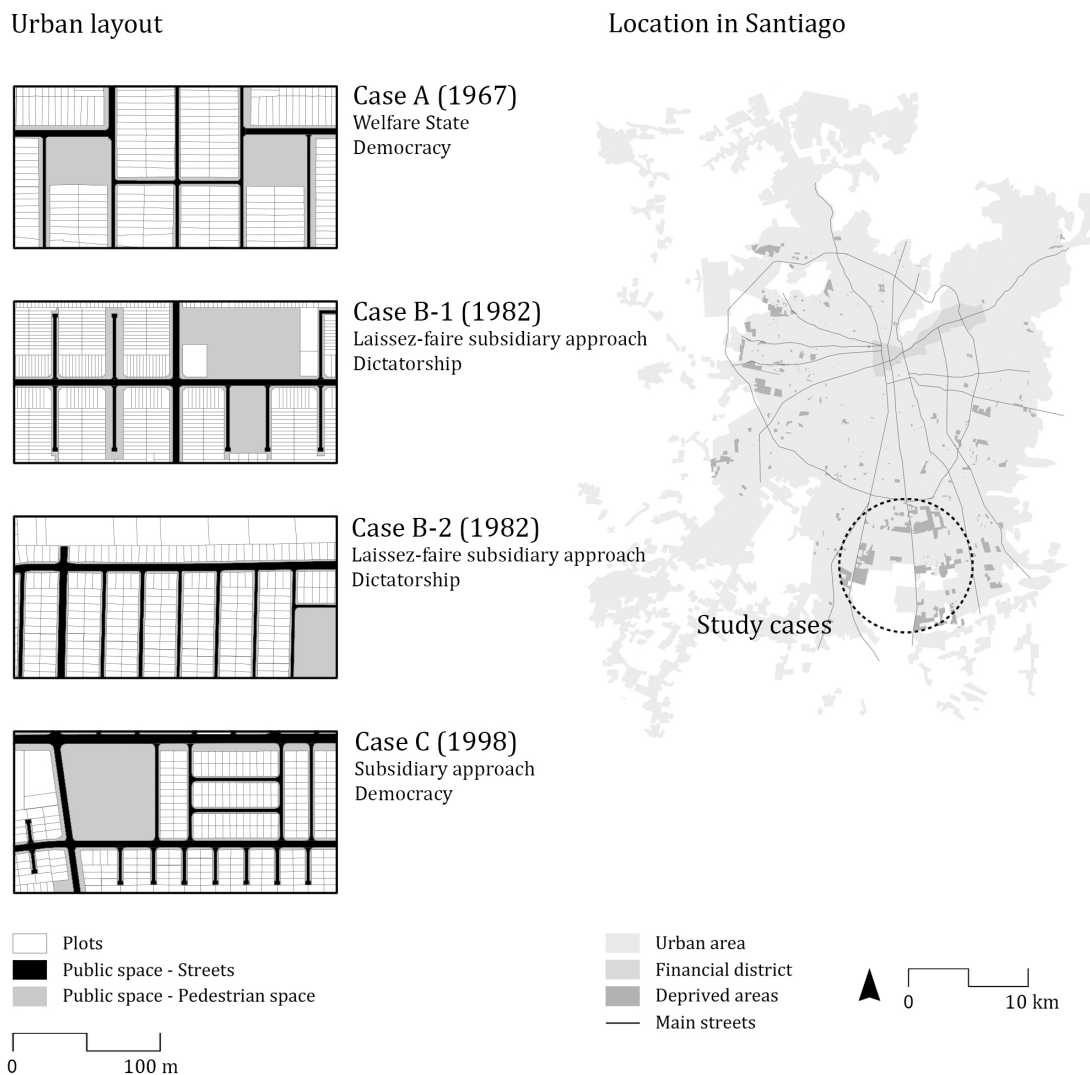 Urban layout
Location in Santiago
Case A (1967)
Welfare State
Democracy
Case B-1 (1982)
Laissez-faire subsidiary approach
Dictatorship
Case B-2 (1982)
Laissez-faire subsidiary approach
Dictatorship
Study cases
Case C (1998)
Subsidiary approach
Democracy
Plots
Public space - Streets
Public space - Pedestrian space
0 100 m
Urban area
Financial district
Deprived areas
Main streets
0 10 km